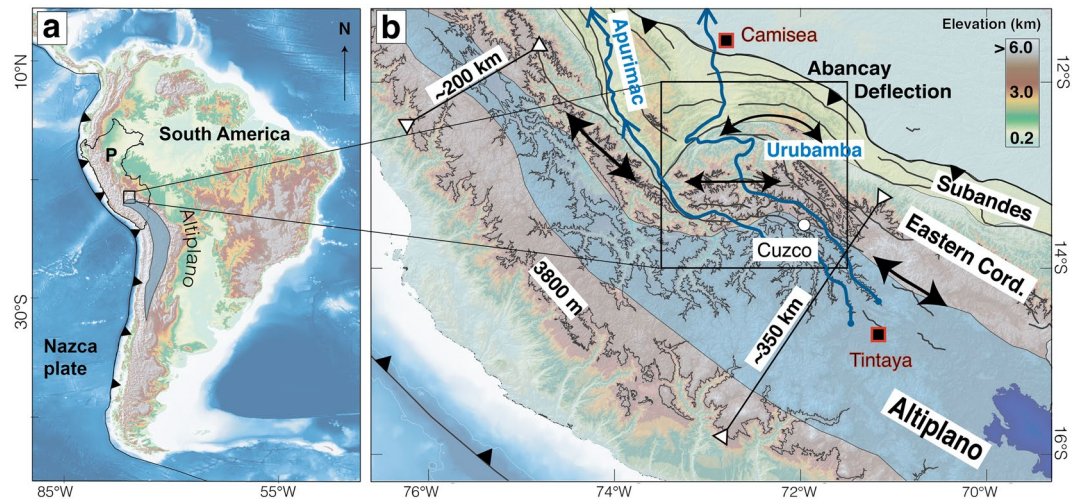 a
N
10°N
South America
P
Altiplano
30°S
Nazca
plate
85°W
55°W
b
Camisea
Elevation (km)
> 6.0
3.0
0.2
~200 km
Apurimac
Abancay
Deflection
12°S
Urubamba
Subandes
Eastern Cord.
Cuzco
14°S
3800 m
~350 km
Tintaya
Altiplano
16°S
76°W
74°W
72°W
70°W